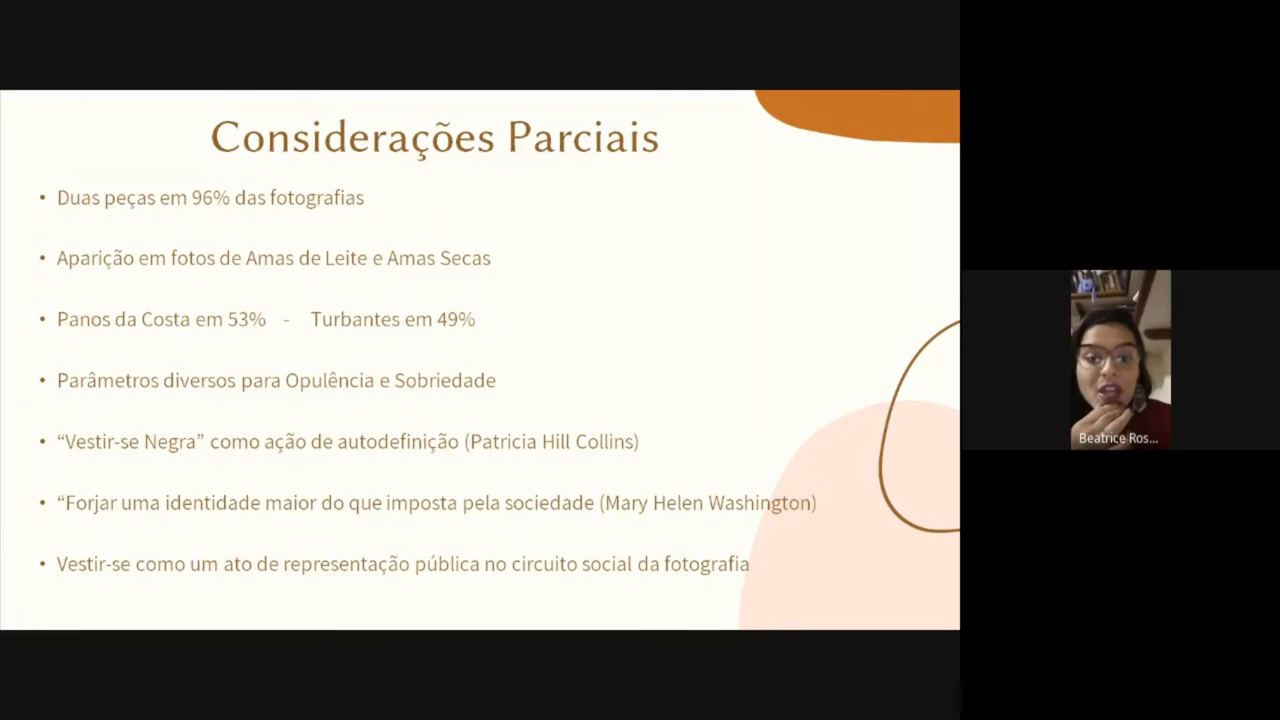 Considerações Parciais
• Duas peças em 96% das fotografias
• Aparição em fotos de Amas de Leite e Amas Secas
• Panos da Costa em 53% - Turbantes em 49%
• Parâmetros diversos para Opulência e Sobriedade
• “Vestir-se Negra” como ação de autodefinição (Patricia Hill Collins)
• “Forjar uma identidade maior do que imposta pela sociedade (Mary Helen Washington)
• Vestir-se como um ato de representação pública no circuito social da fotografia
Beatrice Ros...